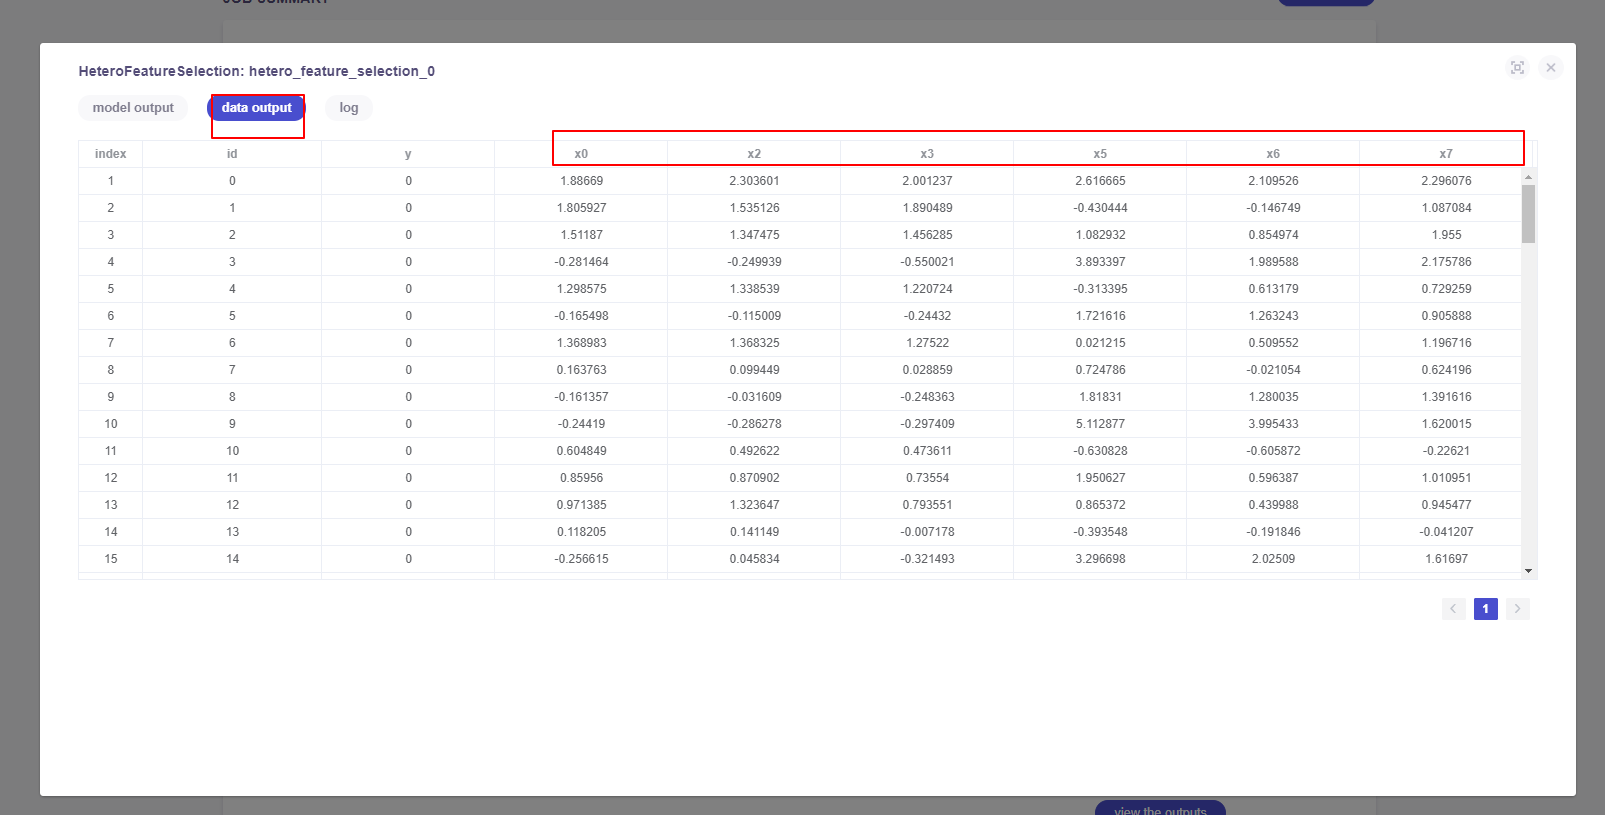 JOB SUMMARY
HeteroFeatureSelection: hetero_feature_selection_0
model output data output log
index id y x0 x2 x3 x5 x6 x7
1 0 0 1.88669 2.303601 2.001237 2.616665 2.109526 2.296076
2 1 0 1.805927 1.535126 1.890489 -0.430444 -0.146749 1.087084
3 2 0 1.51187 1.347475 1.456285 1.082932 0.854974 1.955
4 3 0 -0.281464 -0.249939 -0.550021 3.893397 1.989588 2.175786
5 4 0 1.298575 1.338539 1.220724 -0.313395 0.613179 0.729259
6 5 0 -0.165498 -0.115009 -0.24432 1.721616 1.263243 0.905888
7 6 0 1.368983 1.368325 1.27522 0.021215 0.509552 1.196716
8 7 0 0.163763 0.099449 0.028859 0.724786 -0.021054 0.624196
9 8 0 -0.161357 -0.031609 -0.248363 1.81831 1.280035 1.391616
10 9 0 -0.24419 -0.286278 -0.297409 5.112877 3.995433 1.620015
11 10 0 0.604849 0.492622 0.473611 -0.630828 -0.605872 -0.22621
12 11 0 0.85956 0.870902 0.73554 1.950627 0.596387 1.010951
13 12 0 0.971385 1.323647 0.793551 0.865372 0.439988 0.945477
14 13 0 0.118205 0.141149 -0.007178 -0.393548 -0.191846 -0.041207
15 14 0 -0.256615 0.045834 -0.321493 3.296698 2.02509 1.61697
1
view the outputs